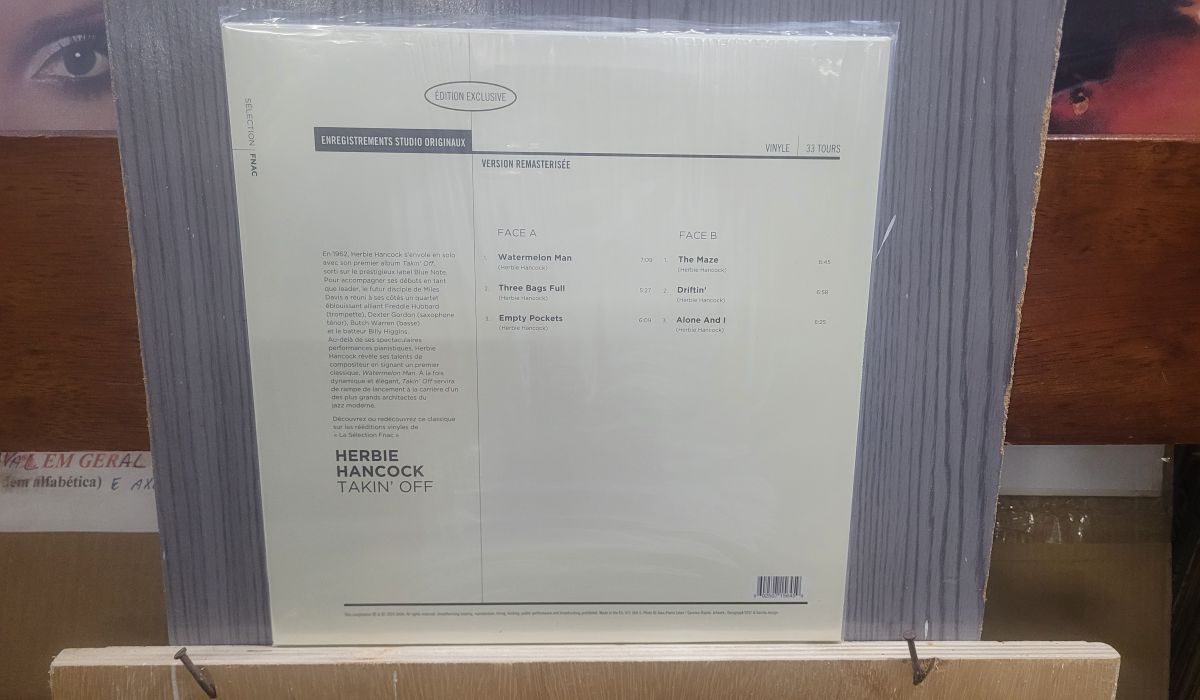 ÉDITION EXCLUSIVE
SÉLECTION FNAC
ENREGISTREMENTS STUDIO ORIGINAUX
VINYLE 33 TOURS
VERSION REMASTERISÉE
FACE A
1. Watermelon Man 7:09
(Herbie Hancock)
2. Three Bags Full 5:27
(Herbie Hancock)
3. Empty Pockets 6:09
(Herbie Hancock)
FACE B
1. The Maze 6:45
(Herbie Hancock)
2. Driftin' 6:58
(Herbie Hancock)
3. Alone And I 6:25
(Herbie Hancock)
En 1962, Herbie Hancock s'envole en solo
avec son premier album Takin' Off,
sorti sur le prestigieux label Blue Note.
Pour accompagner ses débuts en tant
que leader, le futur disciple de Miles
Davis a réuni à ses côtés un quartet
éblouissant alliant Freddie Hubbard
(trompette), Dexter Gordon (saxophone
ténor), Butch Warren (basse)
et le batteur Billy Higgins.
Au-delà de ses spectaculaires
performances pianistiques, Herbie
Hancock révèle ses talents de
compositeur en signant un premier
classique, Watermelon Man. À la fois
dynamique et élégant, Takin' Off servira
de rampe de lancement à la carrière d'un
des plus grands architectes du
jazz moderne.
Découvrez ou redécouvrez ce classique
sur les rééditions vinyles de
« La Sélection Fnac »
HERBIE
HANCOCK
TAKIN' OFF
VAL EM GERAL
em alfabética) E AX